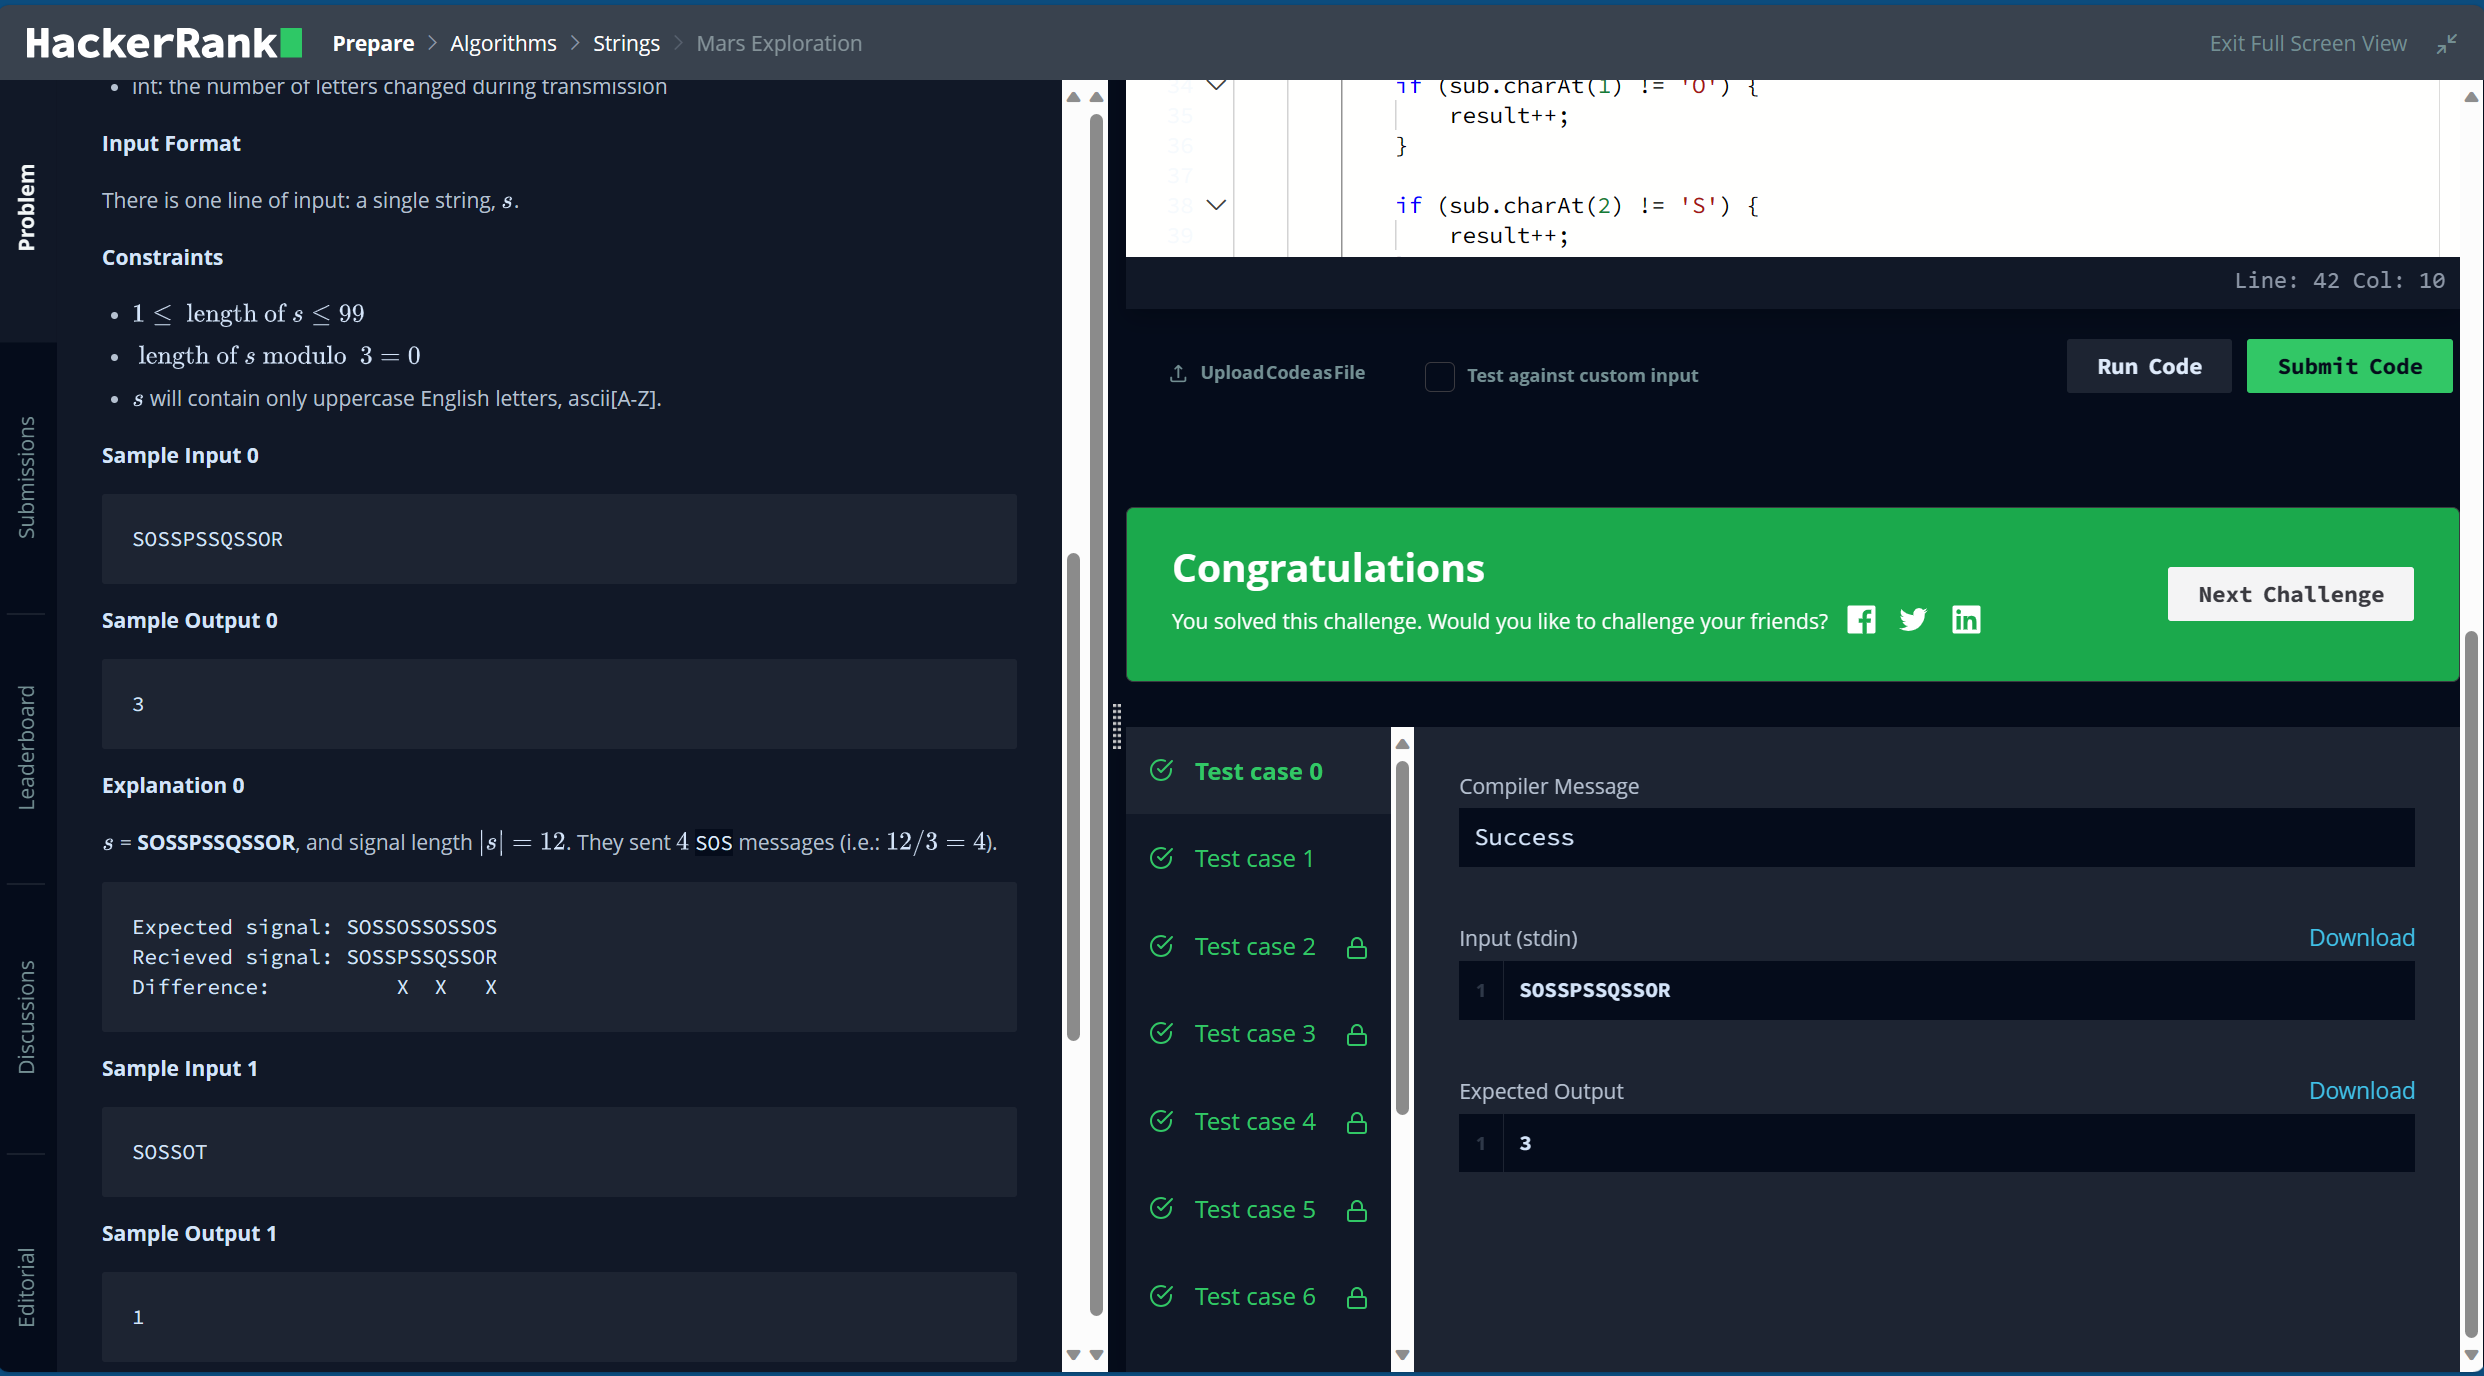 HackerRank
Prepare > Algorithms > Strings > Mars Exploration
Exit Full Screen View
Problem
Submissions
Leaderboard
Discussions
Editorial
• int: the number of letters changed during transmission
Input Format
There is one line of input: a single string, s.
Constraints
• 1 ≤ length of s ≤ 99
• length of s modulo 3 = 0
• s will contain only uppercase English letters, ascii[A-Z].
Sample Input 0
SOSSPSSQSSOR
Sample Output 0
3
Explanation 0
s = SOSSPSSQSSOR, and signal length |s| = 12. They sent 4 SOS messages (i.e.: 12/3 = 4).
Expected signal: SOSSOSSOSSOS
Recieved signal: SOSSPSSQSSOR
Difference: X X X
Sample Input 1
SOSSOT
Sample Output 1
1
34 if (sub.charAt(1) != 'O') {
35 result++;
36 }
37
38 if (sub.charAt(2) != 'S') {
39 result++;
Line: 42 Col: 10
Upload Code as File
Test against custom input
Run Code
Submit Code
Congratulations
You solved this challenge. Would you like to challenge your friends?
Next Challenge
Test case 0
Test case 1
Test case 2
Test case 3
Test case 4
Test case 5
Test case 6
Compiler Message
Success
Input (stdin)
Download
1 SOSSPSSQSSOR
Expected Output
Download
1 3